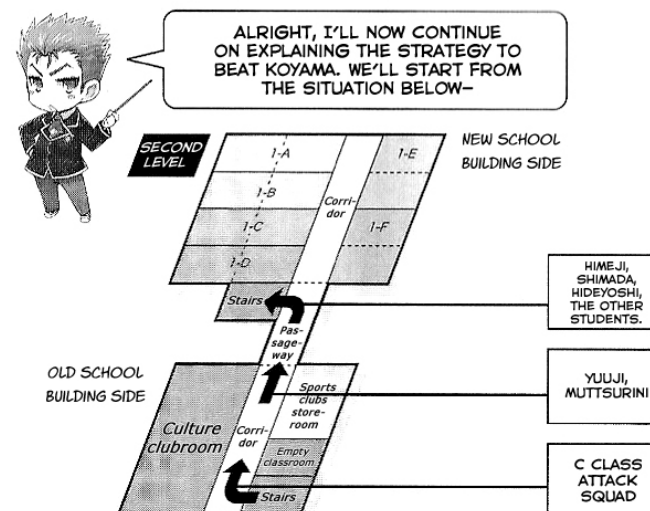 ALRIGHT, I'LL NOW CONTINUE
ON EXPLAINING THE STRATEGY TO
BEAT KOYAMA. WE'LL START FROM
THE SITUATION BELOW–
SECOND
LEVEL
NEW SCHOOL
BUILDING SIDE
1-A
1-E
1-B
Corri-
dor
1-C
1-F
1-D
Stairs
HIMEJI,
SHIMADA,
HIDEYOSHI,
THE OTHER
STUDENTS.
Pas-
sage-
way
OLD SCHOOL
BUILDING SIDE
YUUJI,
MUTTSURINI
Sports
clubs
store-
room
Culture
clubroom
Corri-
dor
Empty
classroom
Stairs
C CLASS
ATTACK
SQUAD